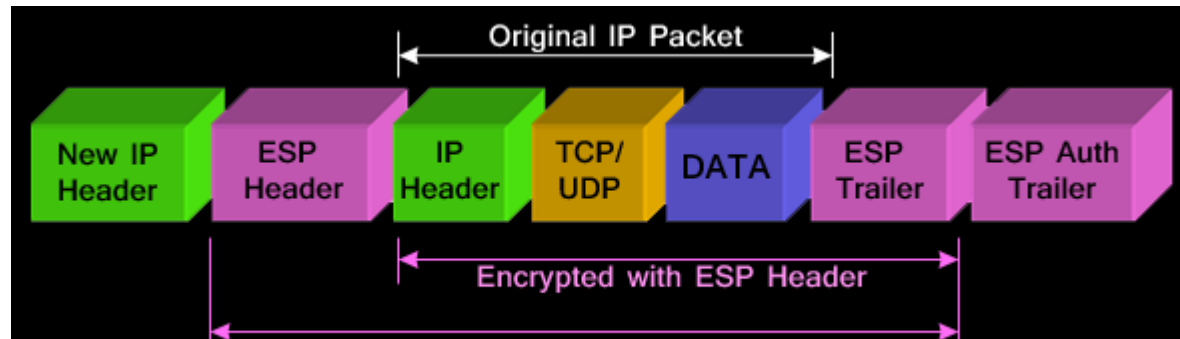 Original IP Packet
New IP
Header
ESP
Header
IP
Header
TCP/
UDP
DATA
ESP
Trailer
ESP Auth
Trailer
Encrypted with ESP Header